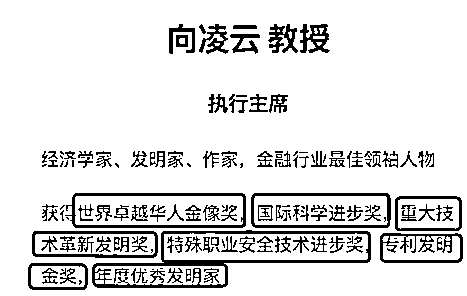 向凌云 教授
执行主席
经济学家、发明家、作家，金融行业最佳领袖人物
获得世界卓越华人金像奖，国际科学进步奖，重大技
术革新发明奖，特殊职业安全技术进步奖，专利发明
金奖，年度优秀发明家